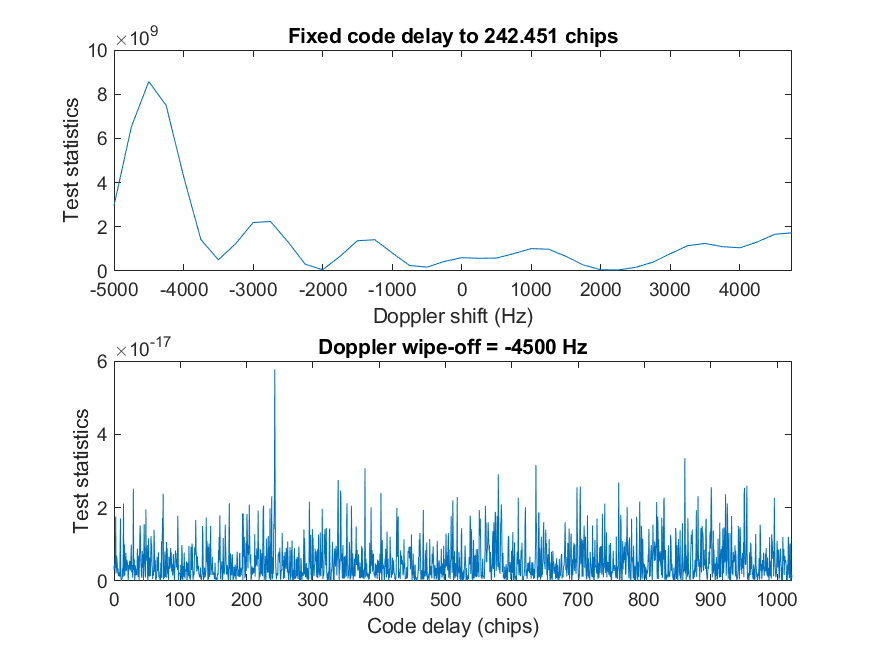 ×10^9
Fixed code delay to 242.451 chips
10
8
6
4
2
0
Test statistics
-5000 -4000 -3000 -2000 -1000 0 1000 2000 3000 4000
Doppler shift (Hz)
×10^-17
Doppler wipe-off = -4500 Hz
6
4
2
0
Test statistics
0 100 200 300 400 500 600 700 800 900 1000
Code delay (chips)